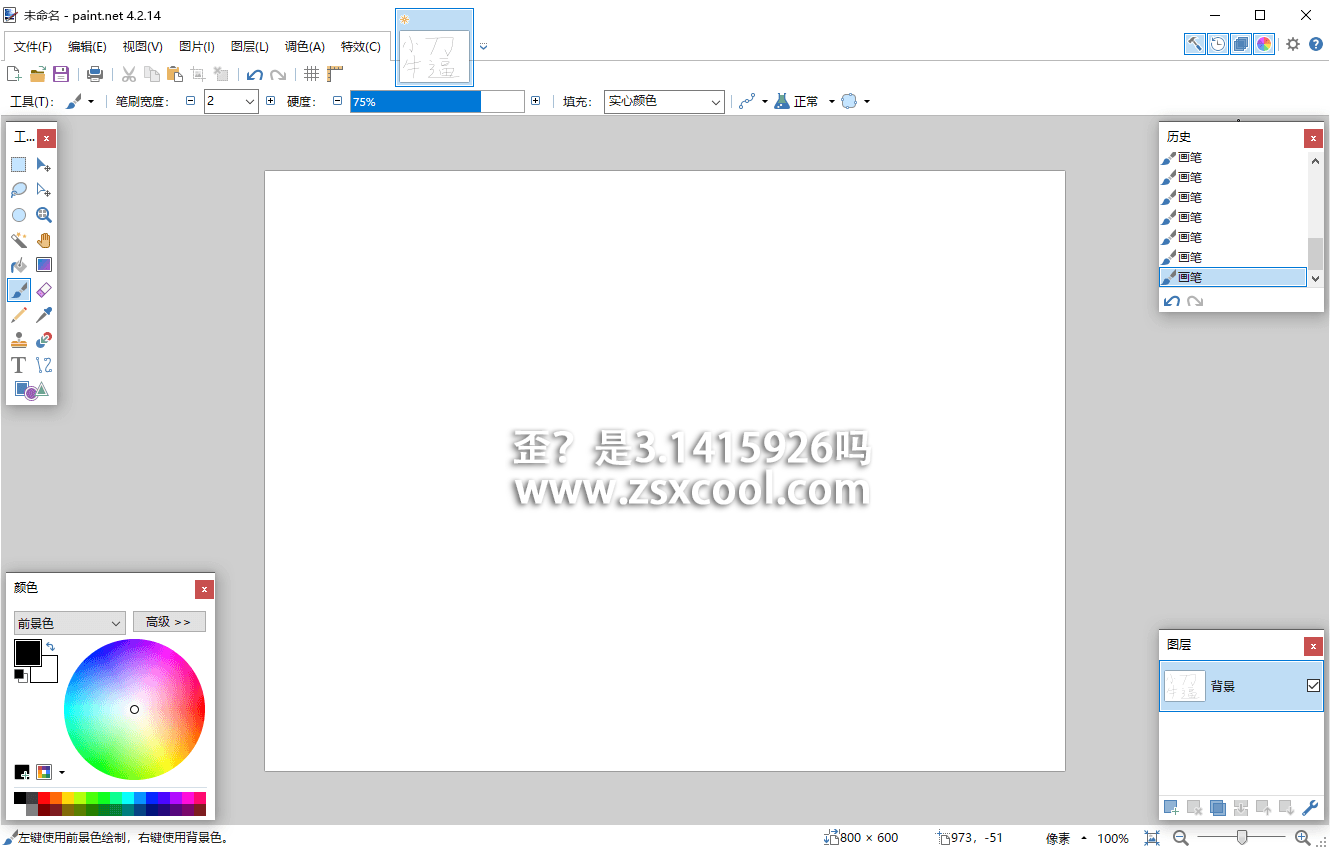 未命名 - paint.net 4.2.14
文件(F) 编辑(E) 视图(V) 图片(I) 图层(L) 调色(A) 特效(C)
小刀
牛逼
工具(T): 笔刷宽度: 2 硬度: 75% 填充: 实心颜色 正常
工...
历史
画笔
画笔
画笔
画笔
画笔
画笔
画笔
歪？是3.1415926吗
www.zsxcool.com
颜色
前景色 高级 >>
图层
小刀
牛逼
背景
左键使用前景色绘制，右键使用背景色。 800 × 600 973, -51 像素 100%